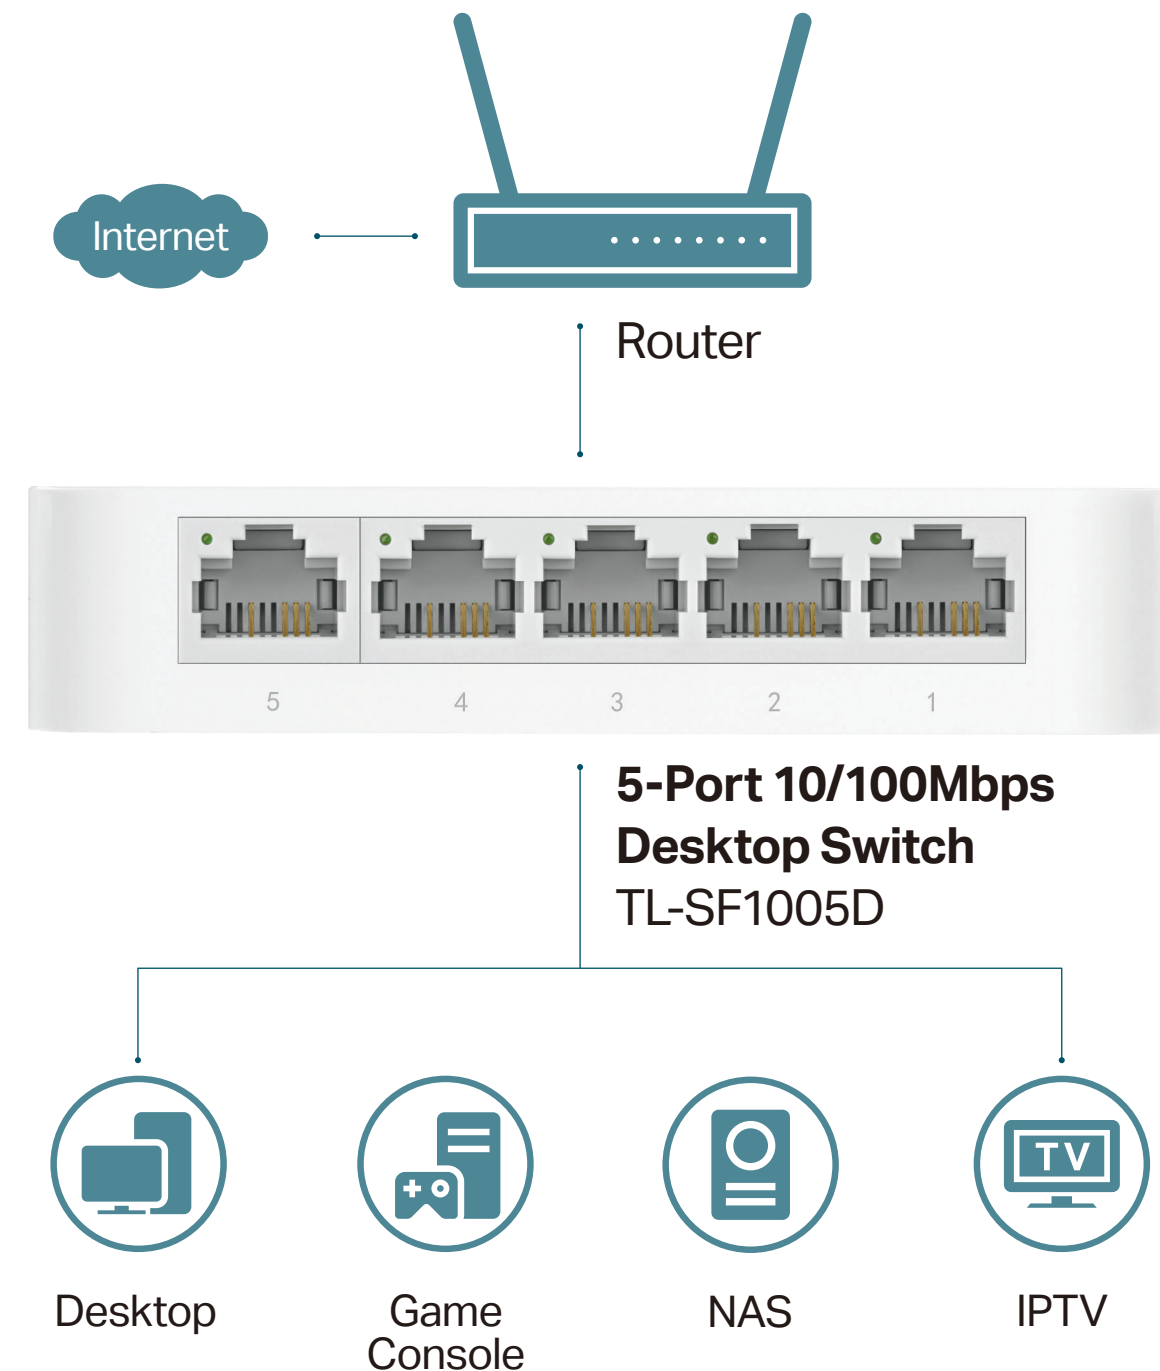 Internet
Router
5 4 3 2 1
5-Port 10/100Mbps
Desktop Switch
TL-SF1005D
TV
Desktop
Game
Console
NAS
IPTV